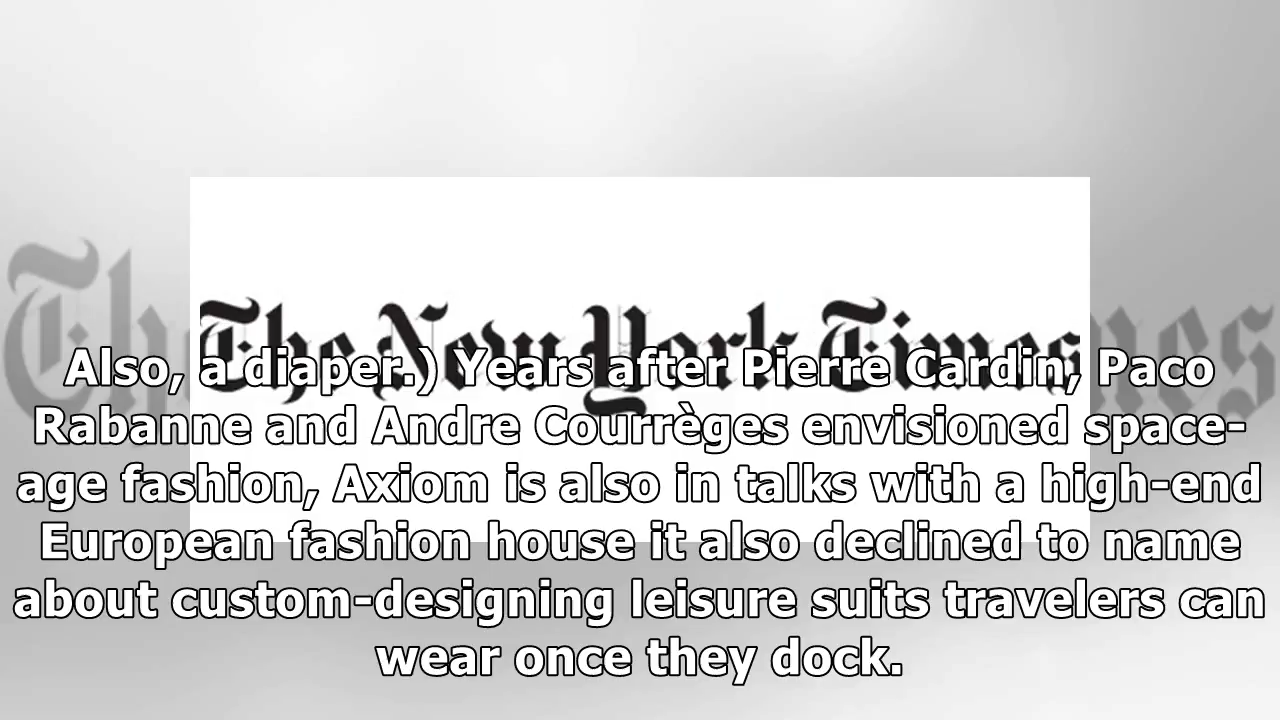 The New York Times
Also, a diaper.) Years after Pierre Cardin, Paco
Rabanne and Andre Courrèges envisioned space-
age fashion, Axiom is also in talks with a high-end
European fashion house it also declined to name
about custom-designing leisure suits travelers can
wear once they dock.